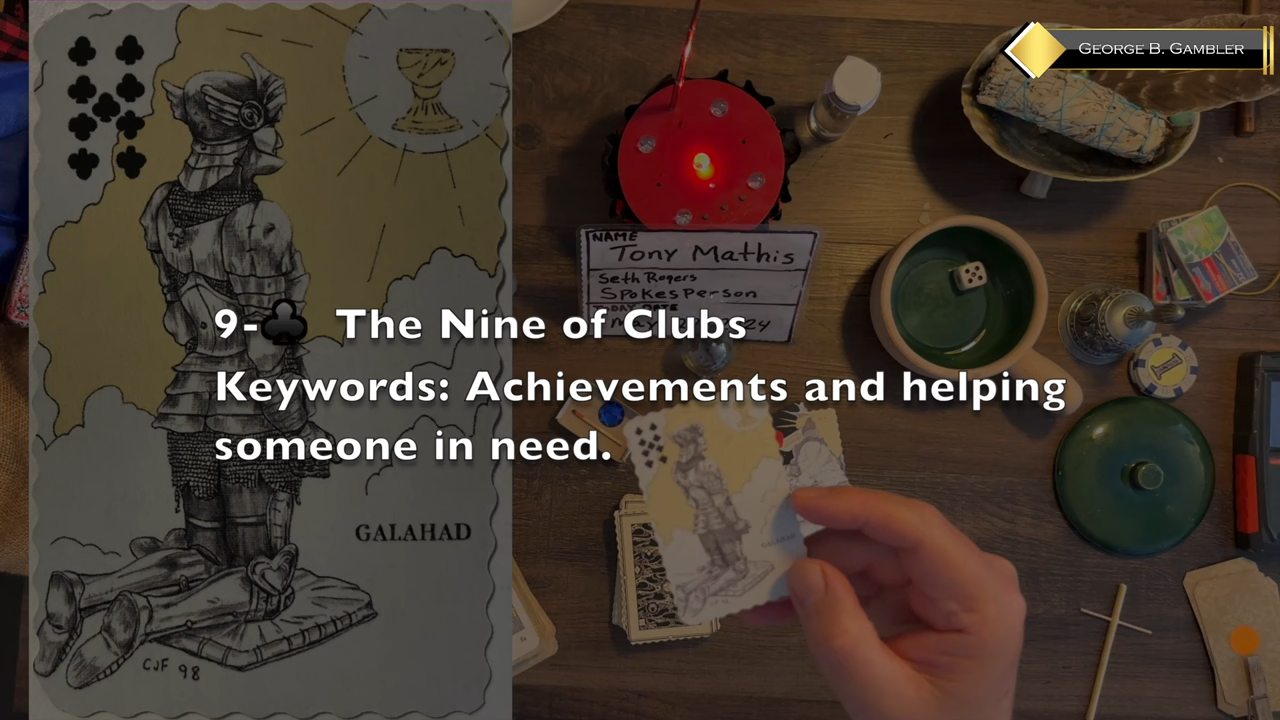 GEORGE B. GAMBLER
NAME
Tony Mathis
Seth Rogers
Spokesperson
9-♣ The Nine of Clubs
Keywords: Achievements and helping
someone in need.
GALAHAD
CJF 98
GALAHAD